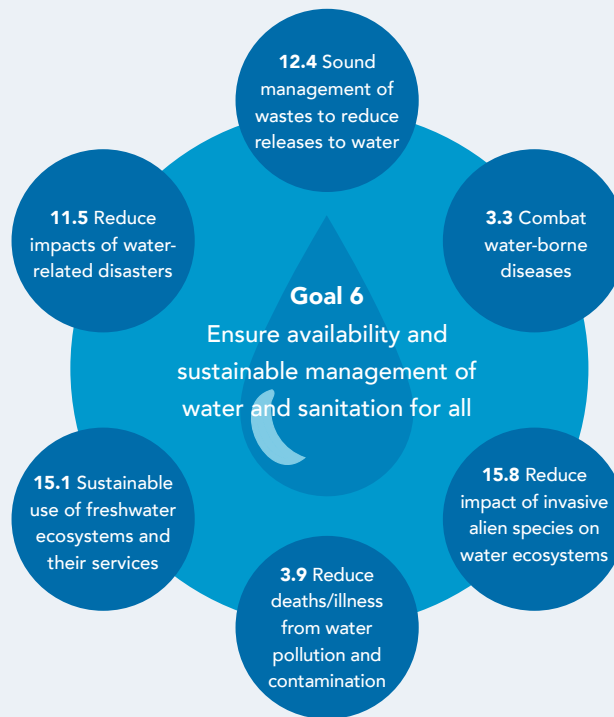 12.4 Sound
management of
wastes to reduce
releases to water
11.5 Reduce
impacts of water-
related disasters
3.3 Combat
water-borne
diseases
Goal 6
Ensure availability and
sustainable management of
water and sanitation for all
15.1 Sustainable
use of freshwater
ecosystems and
their services
15.8 Reduce
impact of invasive
alien species on
water ecosystems
3.9 Reduce
deaths/illness
from water
pollution and
contamination